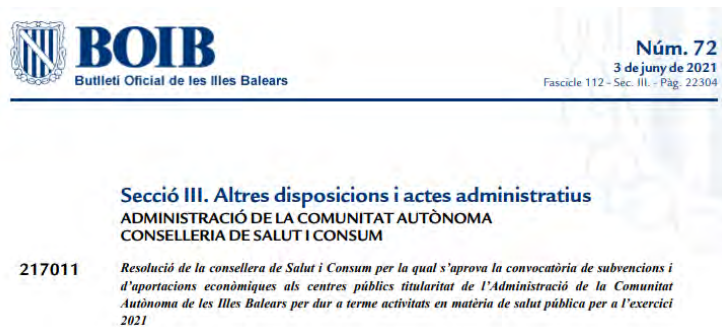 BOIB
Butlletí Oficial de les Illes Balears
Núm. 72
3 de juny de 2021
Fascicle 112 - Sec. III. - Pàg. 22304
Secció III. Altres disposicions i actes administratius
ADMINISTRACIÓ DE LA COMUNITAT AUTÒNOMA
CONSELLERIA DE SALUT I CONSUM
217011
Resolució de la consellera de Salut i Consum per la qual s’aprova la convocatòria de subvencions i
d’aportacions econòmiques als centres públics titularitat de l’Administració de la Comunitat
Autònoma de les Illes Balears per dur a terme activitats en matèria de salut pública per a l’exercici
2021